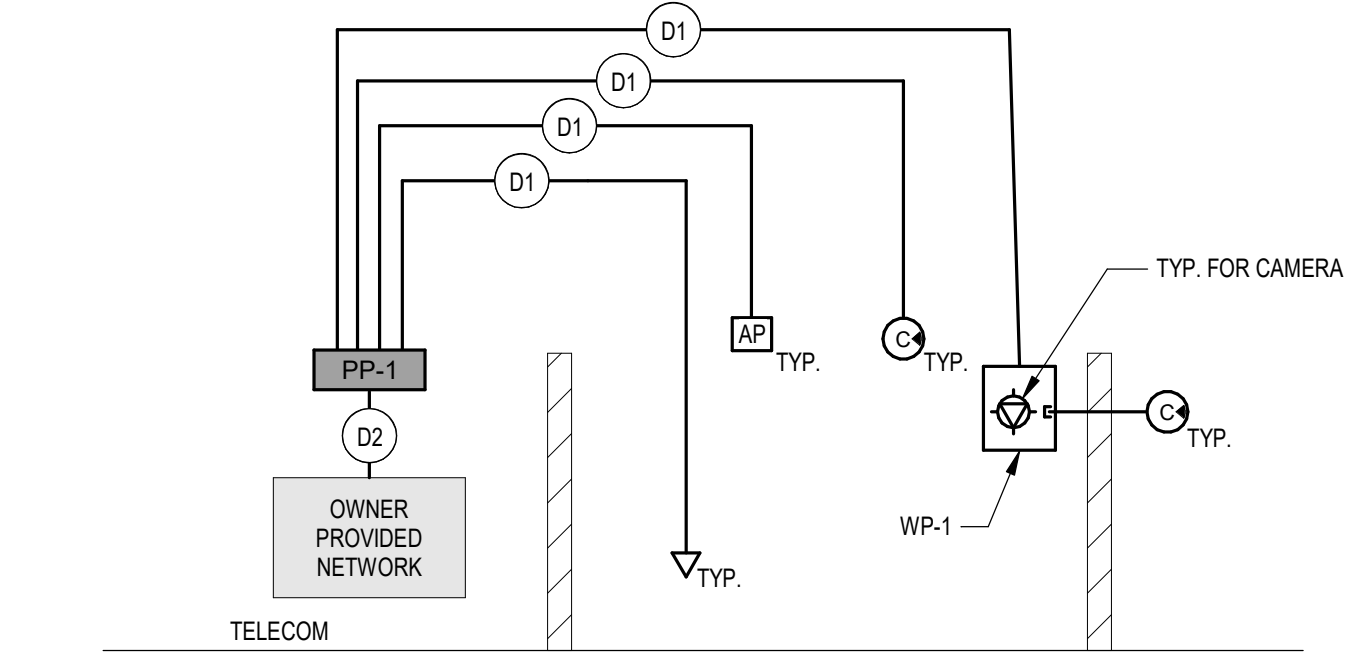 D1
D1
D1
D1
TYP. FOR CAMERA
AP
TYP.
C
TYP.
PP-1
C
TYP.
D2
OWNER
PROVIDED
NETWORK
WP-1
TYP.
TELECOM